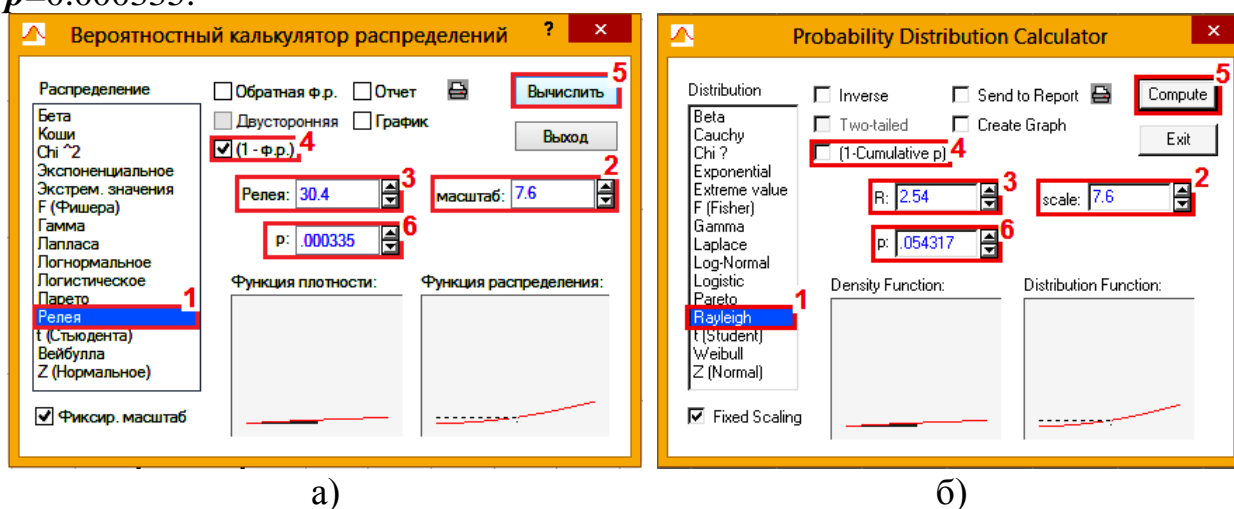 p=0.000335.
Вероятностный калькулятор распределений ? ×
Распределение
Бета
Коши
Chi ^2
Экспоненциальное
Экстрем. значения
F (Фишера)
Гамма
Лапласа
Логнормальное
Логистическое
Парето
Релея
t (Стьюдента)
Вейбулла
Z (Нормальное)
1
Фиксир. масштаб
Обратная ф.р.
Отчет
Двусторонняя
График
(1 - ф.р.) 4
Вычислить 5
Выход
Релея: 30.4 3
масштаб: 7.6 2
p: .000335 6
Функция плотности:
Функция распределения:
а)
Probability Distribution Calculator ×
Distribution
Beta
Cauchy
Chi ?
Exponential
Extreme value
F (Fisher)
Gamma
Laplace
Log-Normal
Logistic
Pareto
Rayleigh
t (Student)
Weibull
Z (Normal)
1
Fixed Scaling
Inverse
Send to Report
Two-tailed
Create Graph
(1-Cumulative p) 4
Compute 5
Exit
R: 2.54 3
scale: 7.6 2
p: .054317 6
Density Function:
Distribution Function:
б)